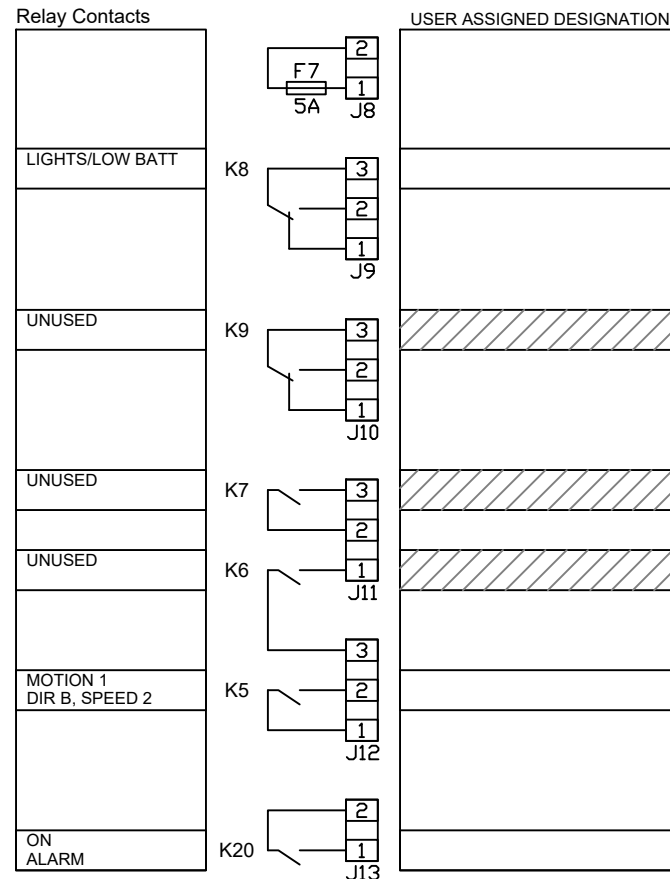 Relay Contacts
USER ASSIGNED DESIGNATION
2
F7
1
5A
J8
LIGHTS/LOW BATT
K8
3
2
1
J9
UNUSED
K9
3
2
1
J10
UNUSED
K7
3
2
UNUSED
K6
1
J11
3
MOTION 1
DIR B, SPEED 2
K5
2
1
J12
2
ON
ALARM
K20
1
J13